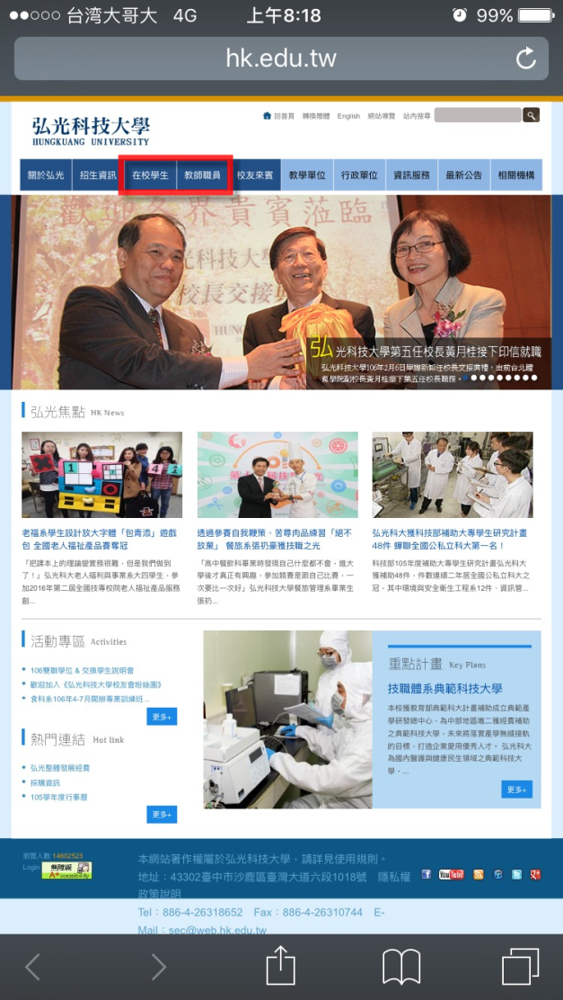 台湾大哥大 4G 上午8:18 99%
hk.edu.tw
弘光科技大學
HUNGKUANG UNIVERSITY
回首頁 轉換簡體 English 網站導覽 站內搜尋
關於弘光 招生資訊 在校學生 教師職員 校友來賓 教學單位 行政單位 資訊服務 最新公告 相關機構
歡迎各界貴賓蒞臨
科技大
校長交接
弘光科技大學第五任校長黃月桂接下印信就職
弘光科技大學106年2月6日舉辦新卸任校長交接典禮,由前台北體
育學院副校長黃月桂接下第五任校長職務。
弘光焦點 HK News
老福系學生設計放大字體「包青添」遊戲
包 全國老人福祉產品賽奪冠
「把課本上的理論變實務很難,但是我們做到
了!」弘光科大老人福利與事業系大四學生,參
加2016年第二屆全國技專校院老人福祉產品服務
創...
透過參賽自我鞭策、苦尋肉品練習「絕不
放棄」 餐旅系張礽豪獲技職之光
「高中餐飲科畢業時發現自己什麼都不會,進大
學後才真正有興趣,參加競賽是跟自己比賽,一
次要比一次好」弘光科技大學餐旅管理系畢業生
張礽...
弘光科大獲科技部補助大專學生研究計畫
48件 蟬聯全國公私立科大第一名!
科技部105年度補助大專學生研究計畫弘光科大
獲補助48件,件數連續二年居全國公私立科大之
冠,其中環境與安全衛生工程系12件、資訊管...
活動專區 Activities
106雙聯學位 & 交換學生說明會
歡迎加入《弘光科技大學校友會粉絲團》
食科系106年4-7月開辦專業訓練班...
更多+
熱門連結 Hot link
弘光整體發展經費
採購資訊
105學年度行事曆
更多+
重點計畫 Key Plans
技職體系典範科技大學
本校獲教育部典範科大計畫補助成立典範產
學研發總中心,為中部地區唯二獲經費補助
之典範科技大學,未來將落實產學無縫接軌
的目標,打造企業愛用優秀人才。 弘光科大
為國內醫護與健康民生領域之典範科技大
學,...
更多+
瀏覽人數 14602523
Login 無障礙
A+ accessibility
本網站著作權屬於弘光科技大學,請詳見使用規則。
地址:43302臺中市沙鹿區臺灣大道六段1018號 隱私權
政策說明
Tel:886-4-26318652 Fax:886-4-26310744 E-
Mail:sec@web.hk.edu.tw
YouTube